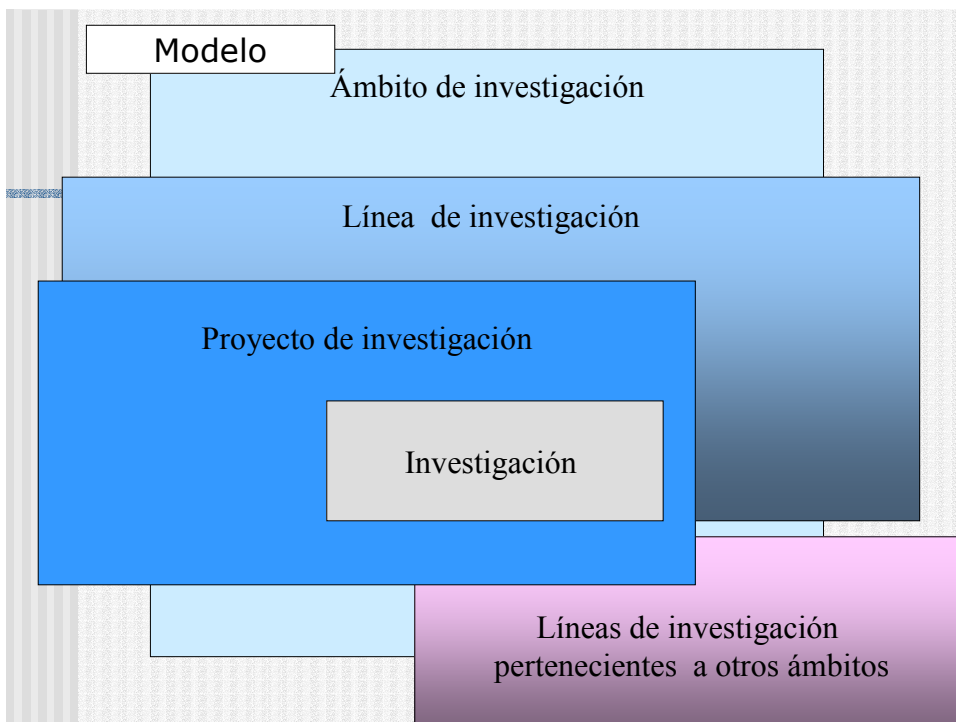 Modelo
Ámbito de investigación
Línea de investigación
Proyecto de investigación
Investigación
Líneas de investigación
pertenecientes a otros ámbitos